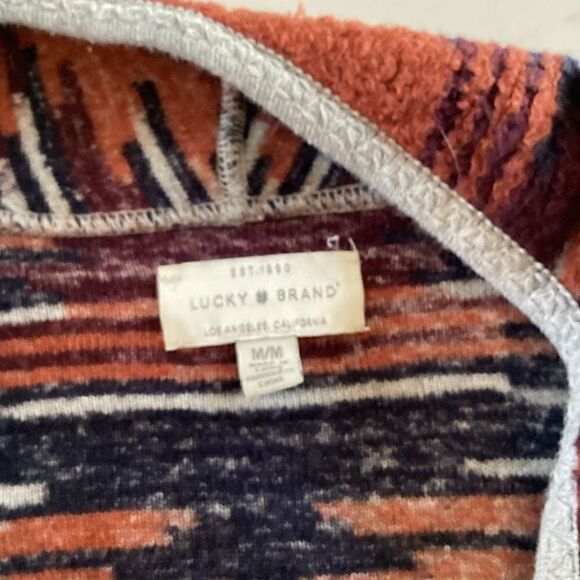 EST. 1990
LUCKY BRAND
LOS ANGELES, CALIFORNIA
M/M